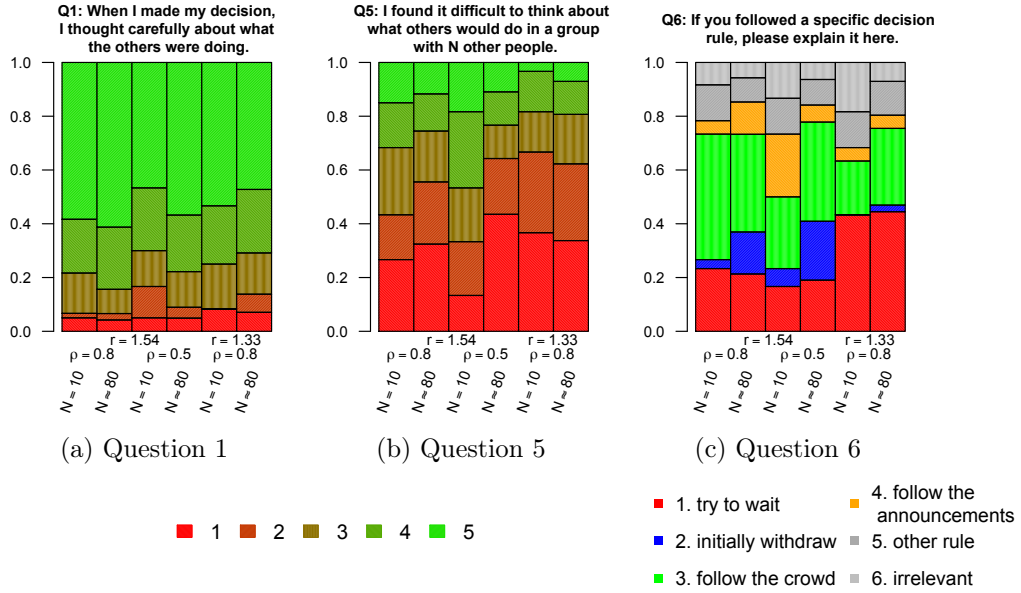 Q1: When I made my decision,
I thought carefully about what
the others were doing.
1.0
0.8
0.6
0.4
0.2
0.0
r = 1.54
r = 1.33
ρ = 0.8
ρ = 0.5
ρ = 0.8
N = 10
N ≈ 80
N = 10
N ≈ 80
N = 10
N ≈ 80
(a) Question 1
Q5: I found it difficult to think about
what others would do in a group
with N other people.
1.0
0.8
0.6
0.4
0.2
0.0
r = 1.54
r = 1.33
ρ = 0.8
ρ = 0.5
ρ = 0.8
N = 10
N ≈ 80
N = 10
N ≈ 80
N = 10
N ≈ 80
(b) Question 5
Q6: If you followed a specific decision
rule, please explain it here.
1.0
0.8
0.6
0.4
0.2
0.0
r = 1.54
r = 1.33
ρ = 0.8
ρ = 0.5
ρ = 0.8
N = 10
N ≈ 80
N = 10
N ≈ 80
N = 10
N ≈ 80
(c) Question 6
1 2 3 4 5
1. try to wait
2. initially withdraw
3. follow the crowd
4. follow the
announcements
5. other rule
6. irrelevant